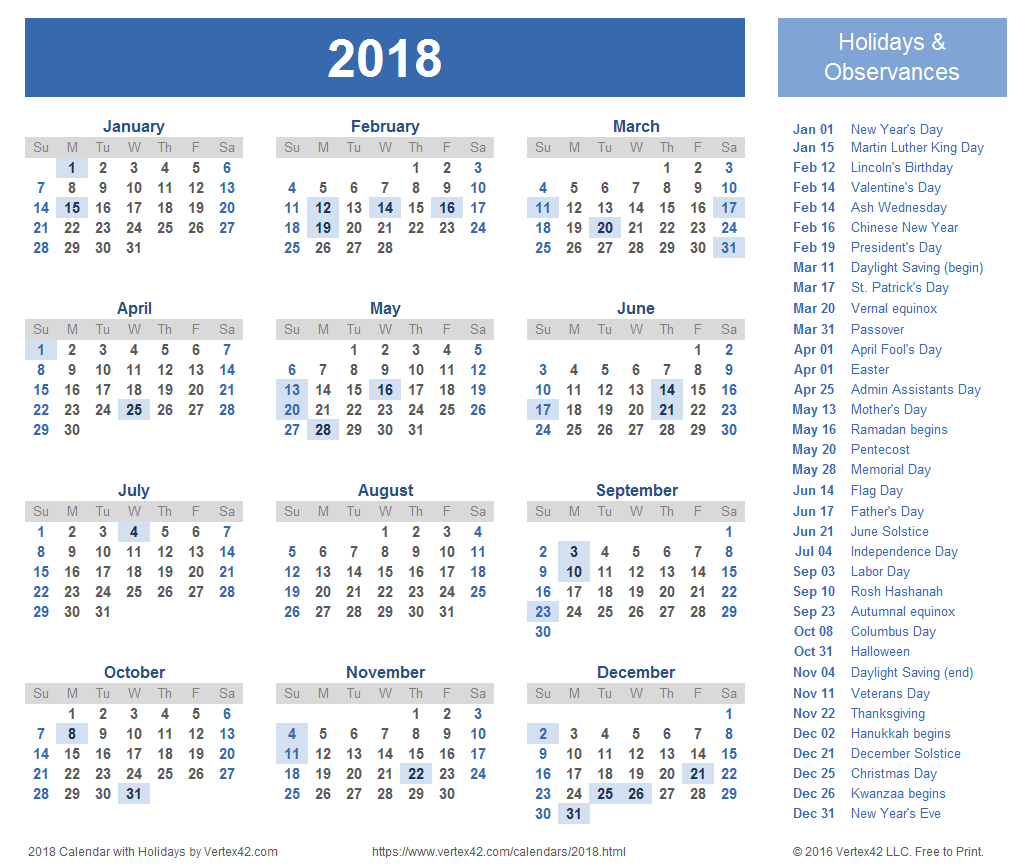 2018
January
Su M Tu W Th F Sa
1 2 3 4 5 6
7 8 9 10 11 12 13
14 15 16 17 18 19 20
21 22 23 24 25 26 27
28 29 30 31
February
Su M Tu W Th F Sa
1 2 3
4 5 6 7 8 9 10
11 12 13 14 15 16 17
18 19 20 21 22 23 24
25 26 27 28
March
Su M Tu W Th F Sa
1 2 3
4 5 6 7 8 9 10
11 12 13 14 15 16 17
18 19 20 21 22 23 24
25 26 27 28 29 30 31
April
Su M Tu W Th F Sa
1 2 3 4 5 6 7
8 9 10 11 12 13 14
15 16 17 18 19 20 21
22 23 24 25 26 27 28
29 30
May
Su M Tu W Th F Sa
1 2 3 4 5
6 7 8 9 10 11 12
13 14 15 16 17 18 19
20 21 22 23 24 25 26
27 28 29 30 31
June
Su M Tu W Th F Sa
1 2
3 4 5 6 7 8 9
10 11 12 13 14 15 16
17 18 19 20 21 22 23
24 25 26 27 28 29 30
July
Su M Tu W Th F Sa
1 2 3 4 5 6 7
8 9 10 11 12 13 14
15 16 17 18 19 20 21
22 23 24 25 26 27 28
29 30 31
August
Su M Tu W Th F Sa
1 2 3 4
5 6 7 8 9 10 11
12 13 14 15 16 17 18
19 20 21 22 23 24 25
26 27 28 29 30 31
September
Su M Tu W Th F Sa
1
2 3 4 5 6 7 8
9 10 11 12 13 14 15
16 17 18 19 20 21 22
23 24 25 26 27 28 29
30
October
Su M Tu W Th F Sa
1 2 3 4 5 6
7 8 9 10 11 12 13
14 15 16 17 18 19 20
21 22 23 24 25 26 27
28 29 30 31
November
Su M Tu W Th F Sa
1 2 3
4 5 6 7 8 9 10
11 12 13 14 15 16 17
18 19 20 21 22 23 24
25 26 27 28 29 30
December
Su M Tu W Th F Sa
1
2 3 4 5 6 7 8
9 10 11 12 13 14 15
16 17 18 19 20 21 22
23 24 25 26 27 28 29
30 31
Holidays &
Observances
Jan 01 New Year's Day
Jan 15 Martin Luther King Day
Feb 12 Lincoln's Birthday
Feb 14 Valentine's Day
Feb 14 Ash Wednesday
Feb 16 Chinese New Year
Feb 19 President's Day
Mar 11 Daylight Saving (begin)
Mar 17 St. Patrick's Day
Mar 20 Vernal equinox
Mar 31 Passover
Apr 01 April Fool's Day
Apr 01 Easter
Apr 25 Admin Assistants Day
May 13 Mother's Day
May 16 Ramadan begins
May 20 Pentecost
May 28 Memorial Day
Jun 14 Flag Day
Jun 17 Father's Day
Jun 21 June Solstice
Jul 04 Independence Day
Sep 03 Labor Day
Sep 10 Rosh Hashanah
Sep 23 Autumnal equinox
Oct 08 Columbus Day
Oct 31 Halloween
Nov 04 Daylight Saving (end)
Nov 11 Veterans Day
Nov 22 Thanksgiving
Dec 02 Hanukkah begins
Dec 21 December Solstice
Dec 25 Christmas Day
Dec 26 Kwanzaa begins
Dec 31 New Year's Eve
2018 Calendar with Holidays by Vertex42.com
https://www.vertex42.com/calendars/2018.html
© 2016 Vertex42 LLC. Free to Print.